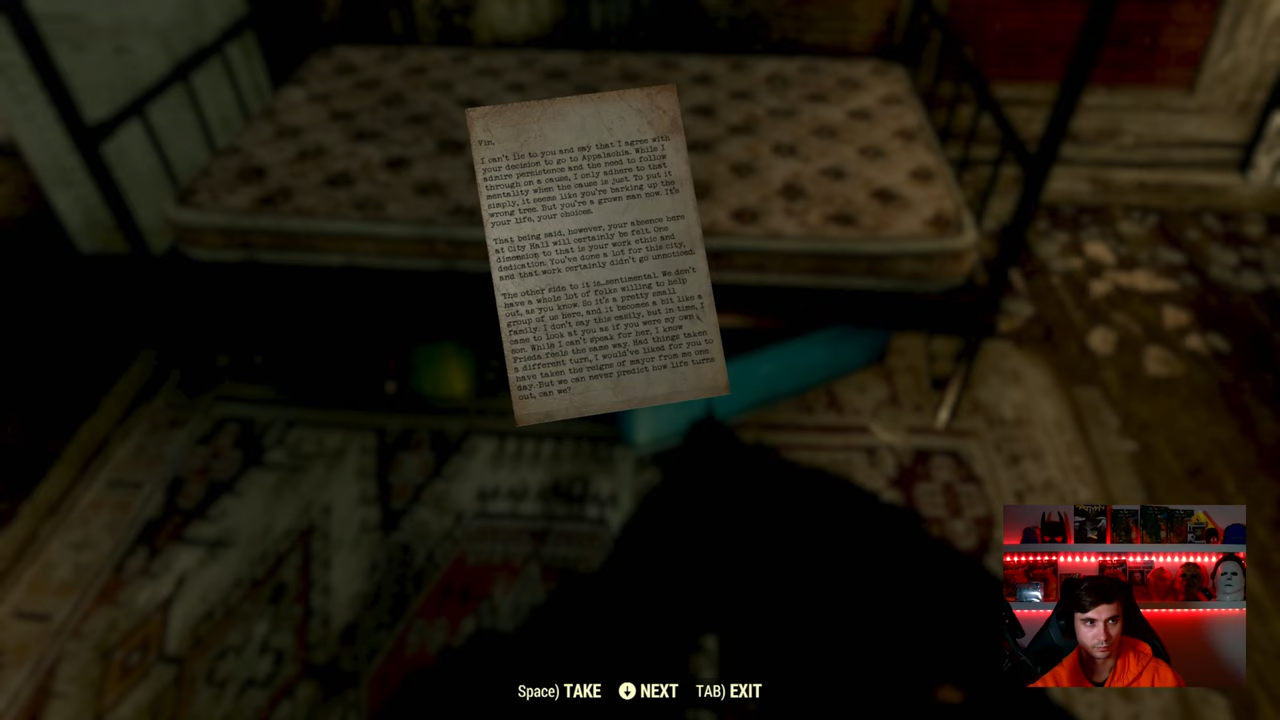 Vin,
I can't lie to you and say that I agree with
your decision to go to Appalachia. While I
admire persistence and the need to follow
through on a cause, I only adhere to that
mentality when the cause is just. To put it
simply, it seems like you're barking up the
wrong tree. But you're a grown man now. It's
your life, your choices.
That being said, however, your absence here
at City Hall will certainly be felt. One
dimension to that is your work ethic and
dedication. You've done a lot for this city,
and that work certainly didn't go unnoticed.
The other side to it is...sentimental. We don't
have a whole lot of folks willing to help
out, as you know. So it's a pretty small
group of us here, and it becomes a bit like a
family. I don't say this easily, but in time, I
came to look at you as if you were my own
son. While I can't speak for her, I know
Frieda feels the same way. Had things taken
a different turn, I would've liked for you to
have taken the reigns of mayor from me one
day. But we can never predict how life turns
out, can we?
Space) TAKE NEXT TAB) EXIT